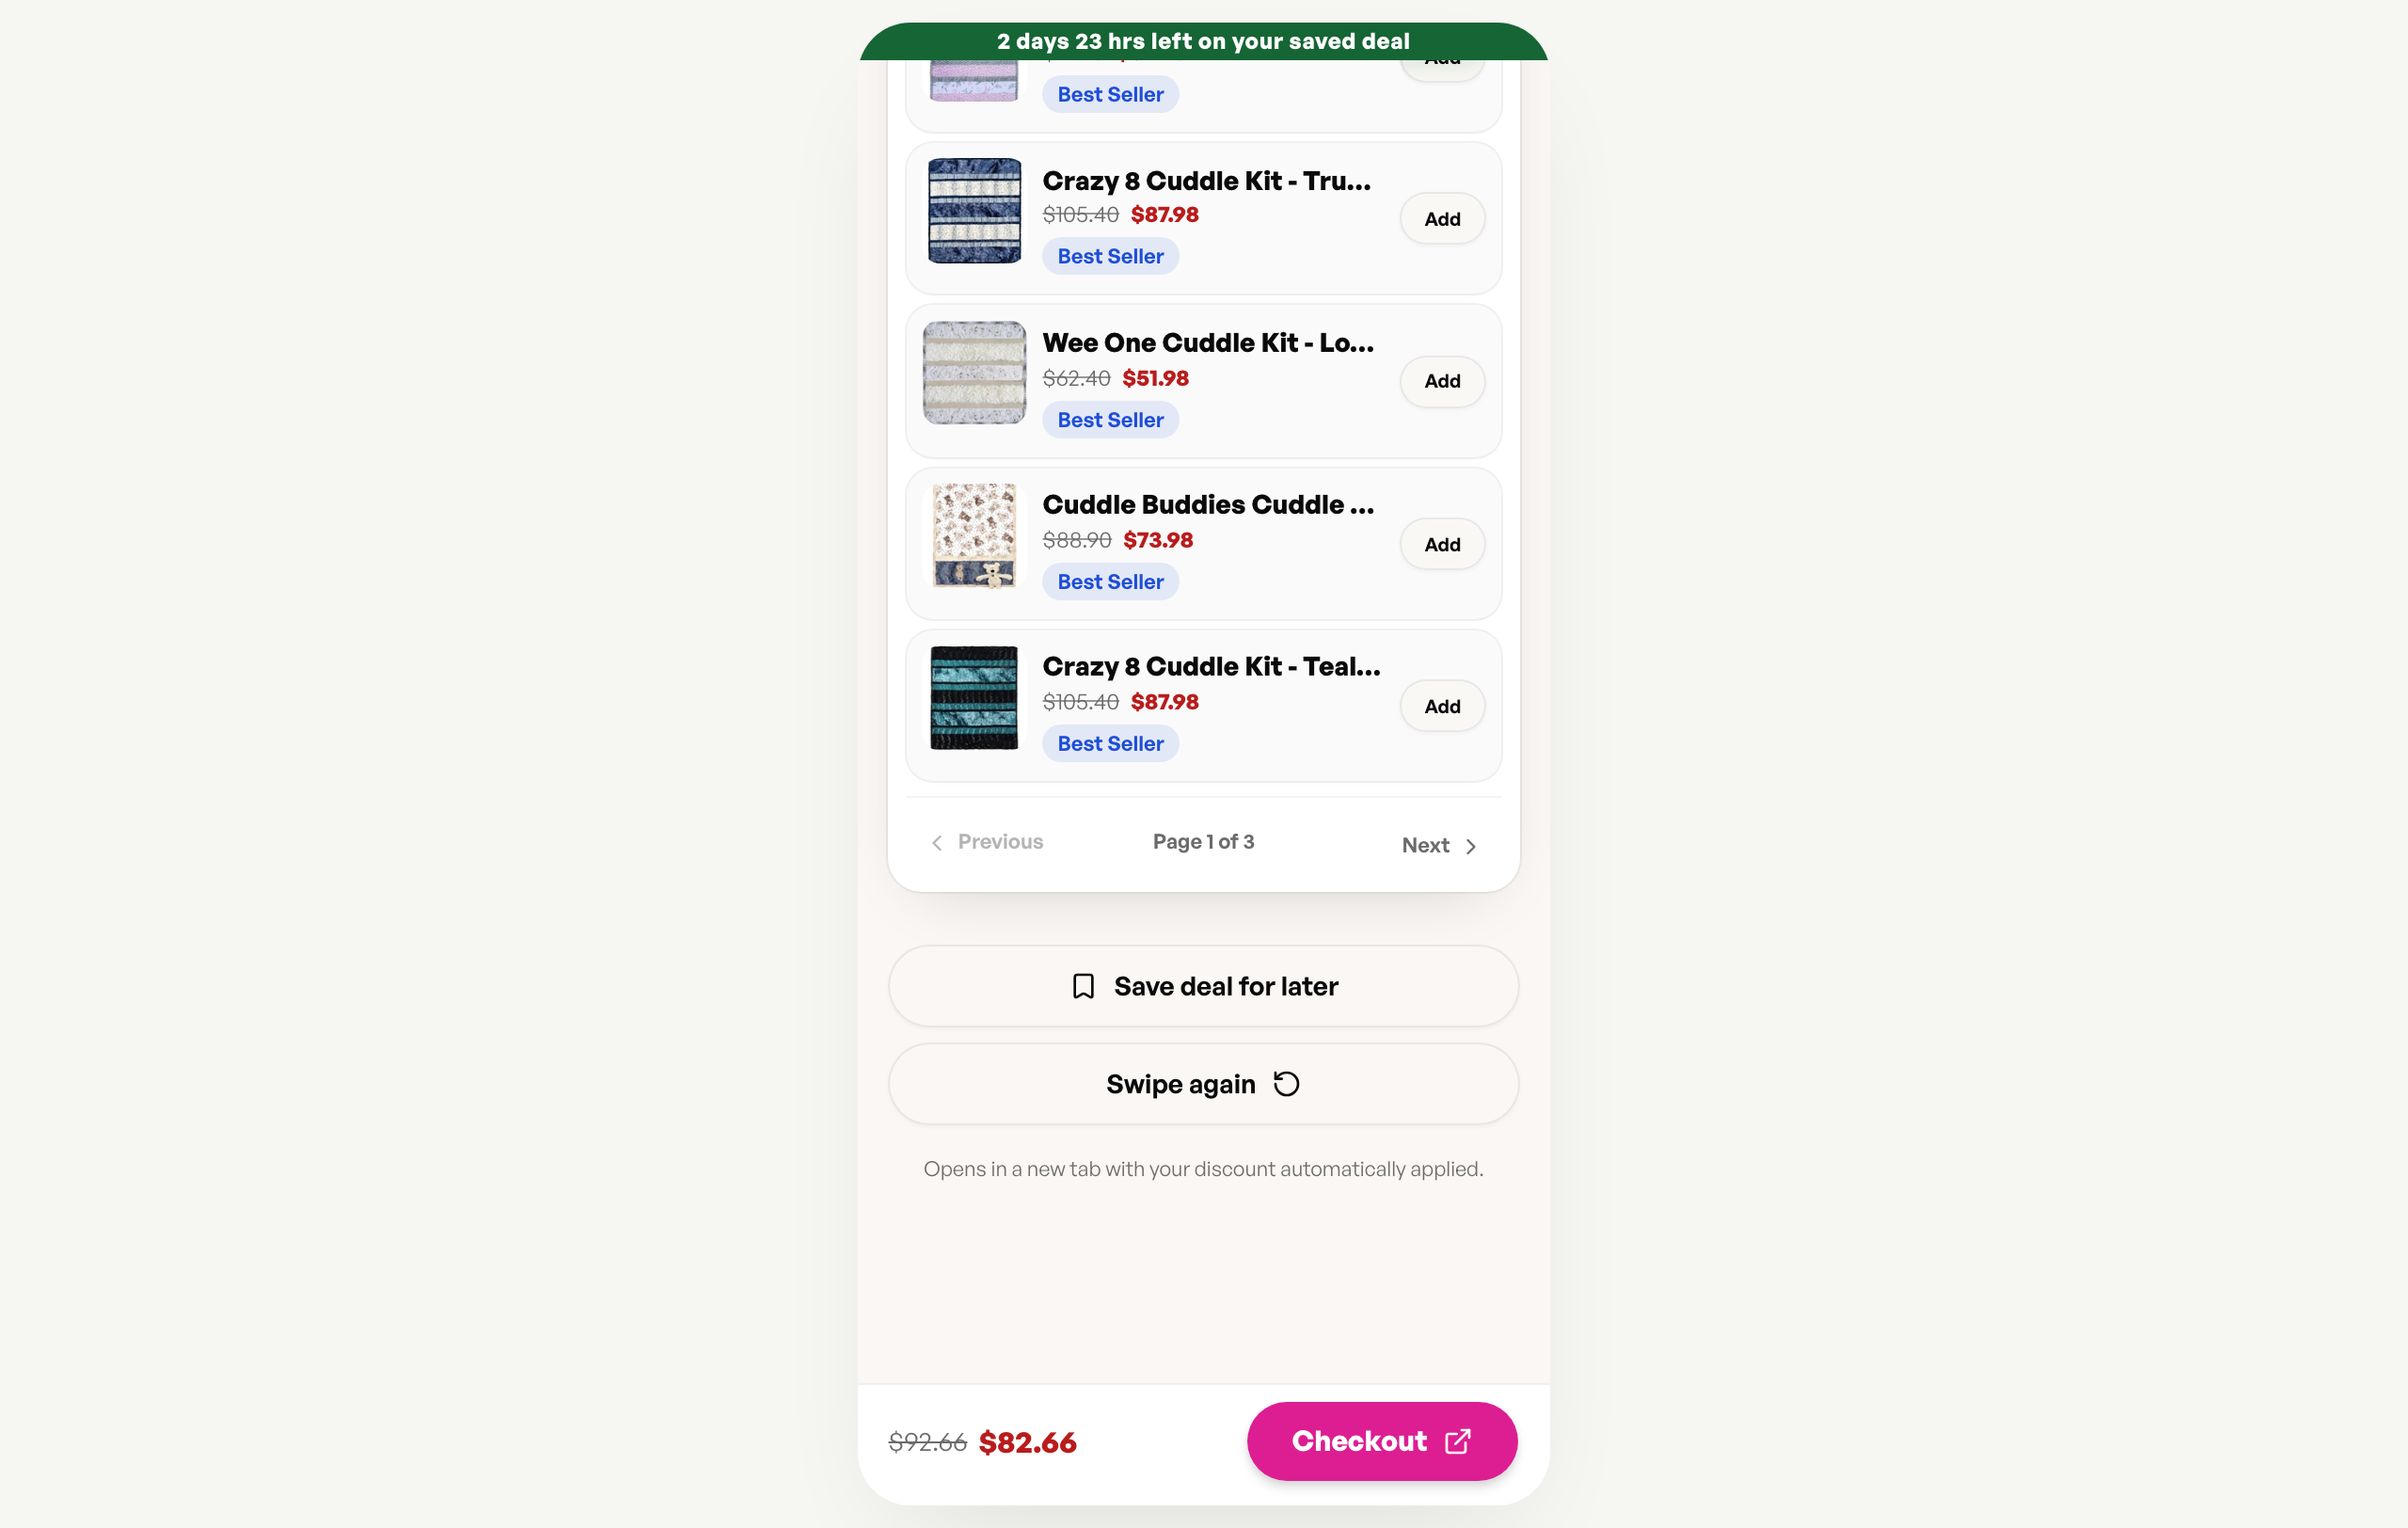 2 days 23 hrs left on your saved deal
Add
Best Seller
Crazy 8 Cuddle Kit - Tru...
$105.40 $87.98
Add
Best Seller
Wee One Cuddle Kit - Lo...
$62.40 $51.98
Add
Best Seller
Cuddle Buddies Cuddle ...
$88.90 $73.98
Add
Best Seller
Crazy 8 Cuddle Kit - Teal...
$105.40 $87.98
Add
Best Seller
Previous
Page 1 of 3
Next
Save deal for later
Swipe again
Opens in a new tab with your discount automatically applied.
$92.66 $82.66
Checkout